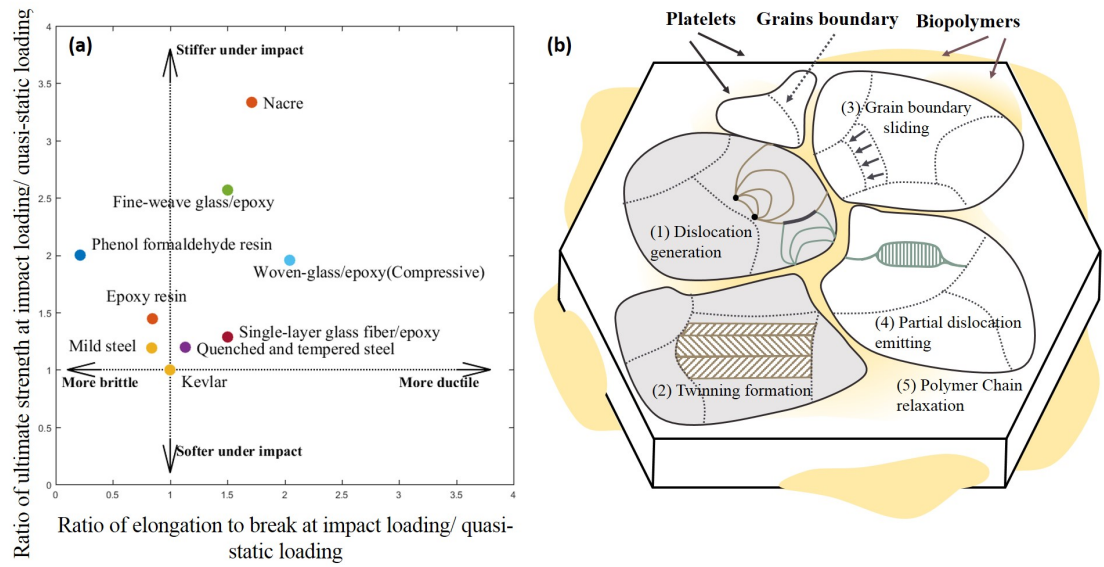 (a)
Ratio of ultimate strength at impact loading/ quasi-static loading
4
3.5
3
2.5
2
1.5
1
0.5
0
Stiffer under impact
Nacre
Fine-weave glass/epoxy
Phenol formaldehyde resin
Woven-glass/epoxy(Compressive)
Epoxy resin
Single-layer glass fiber/epoxy
Mild steel
Quenched and tempered steel
More brittle
Kevlar
More ductile
Softer under impact
0 0.5 1 1.5 2 2.5 3 3.5 4
Ratio of elongation to break at impact loading/ quasi-
static loading
(b)
Platelets
Grains boundary
Biopolymers
(3) Grain boundary
sliding
(1) Dislocation
generation
(4) Partial dislocation
emitting
(2) Twinning formation
(5) Polymer Chain
relaxation